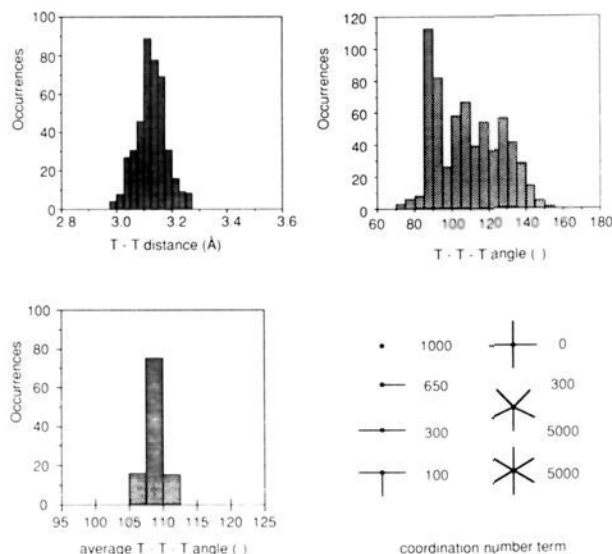 100
80
60
40
20
0
Occurrences
2.8 3.0 3.2 3.4 3.6
T - T distance (Å)
120
100
80
60
40
20
0
Occurrences
60 80 100 120 140 160 180
T - T - T angle ( )
100
80
60
40
20
0
Occurrences
95 100 105 110 115 120 125
average T - T - T angle ( )
1000 0
650 300
300 5000
100 5000
coordination number term